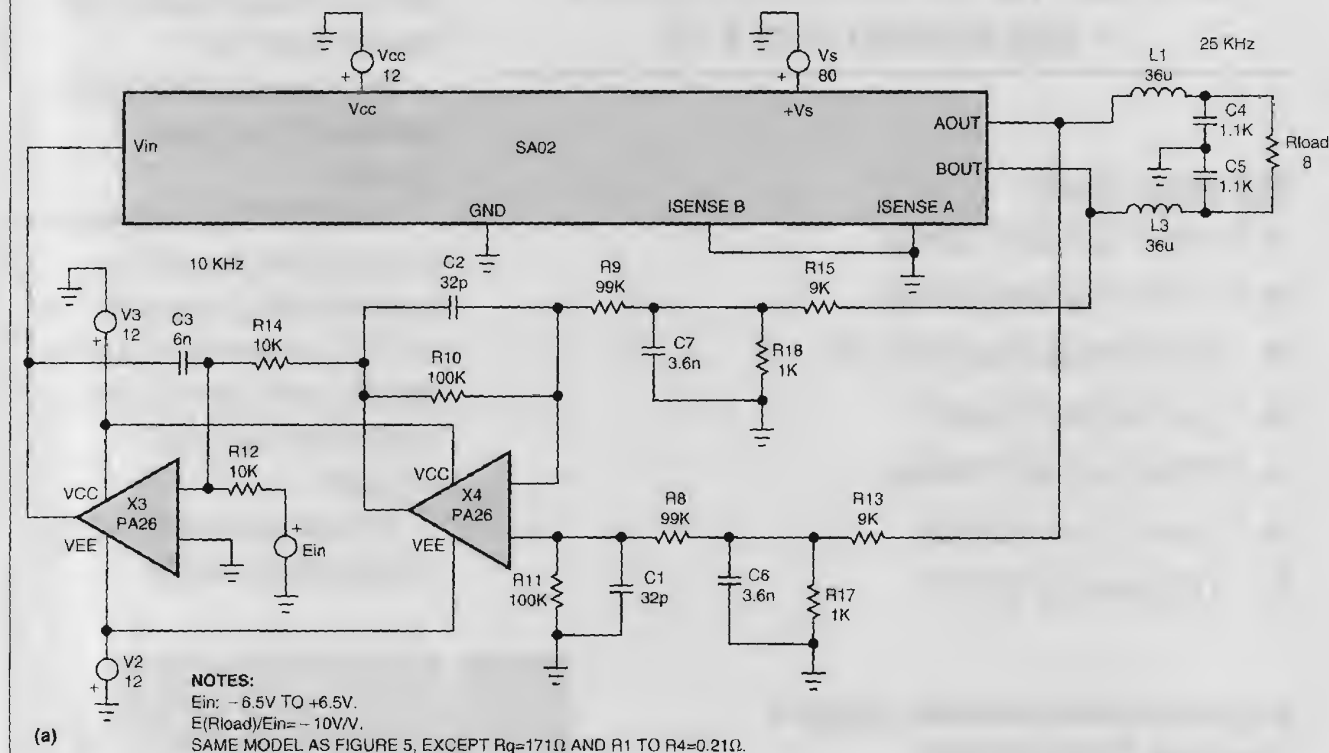 Vcc
12
Vs
80
25 KHz
L1
36u
Vcc
+Vs
C4
1.1K
AOUT
Vin
SA02
Rload
8
BOUT
C5
1.1K
GND
ISENSE B
ISENSE A
L3
36u
10 KHz
C2
32p
R9
99K
R15
9K
V3
12
C3
6n
R14
10K
C7
3.6n
R18
1K
R10
100K
R12
10K
VCC
X3
PA26
VEE
VCC
X4
PA26
VEE
R8
99K
R13
9K
Ein
R11
100K
C1
32p
C6
3.6n
R17
1K
V2
12
NOTES:
Ein: −6.5V TO +6.5V.
E(Rload)/Ein=−10V/V.
SAME MODEL AS FIGURE 5, EXCEPT Rq=171Ω AND R1 TO R4=0.21Ω.
(a)
+
+
+
+
+